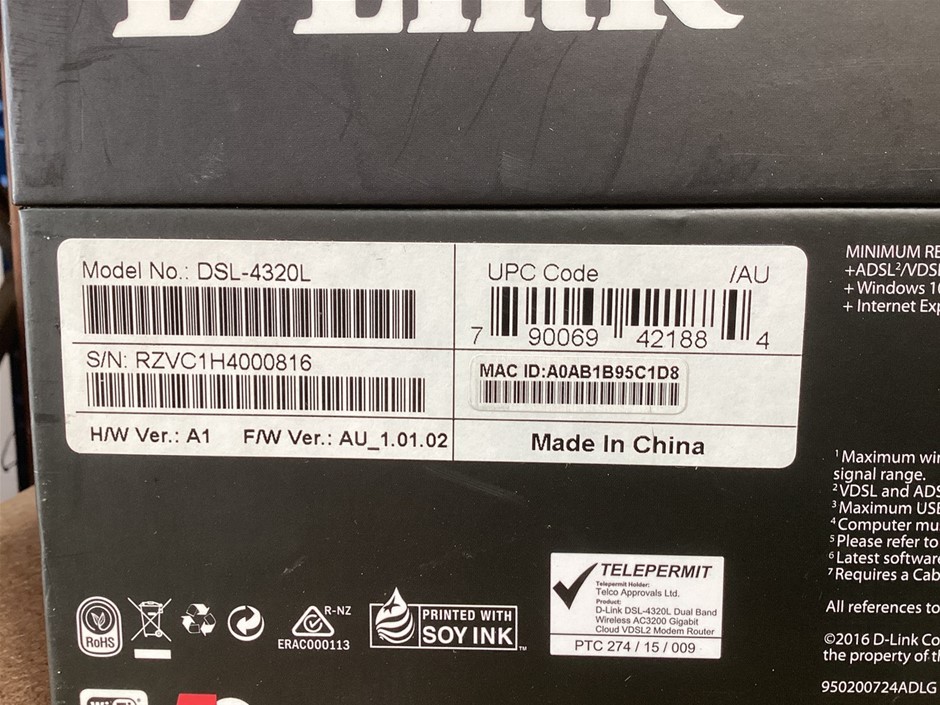 D-Link
Model No.: DSL-4320L
S/N: RZVC1H4000816
H/W Ver.: A1 F/W Ver.: AU_1.01.02
UPC Code /AU
7 90069 42188 4
MAC ID:A0AB1B95C1D8
Made In China
MINIMUM RE
+ADSL²/VDSL
+ Windows 10
+ Internet Exp
¹Maximum wir
signal range.
²VDSL and ADS
³Maximum USB
⁴Computer mus
⁵Please refer to
⁶Latest software
⁷Requires a Cab
All references to
©2016 D-Link Co
the property of th
950200724ADLG
RoHS
R-NZ
ERAC000113
PRINTED WITH
SOY INK
TM
TELEPERMIT
Telepermit Holder:
Telco Approvals Ltd.
Product:
D-Link DSL-4320L Dual Band
Wireless AC3200 Gigabit
Cloud VDSL2 Modem Router
PTC 274 / 15 / 009